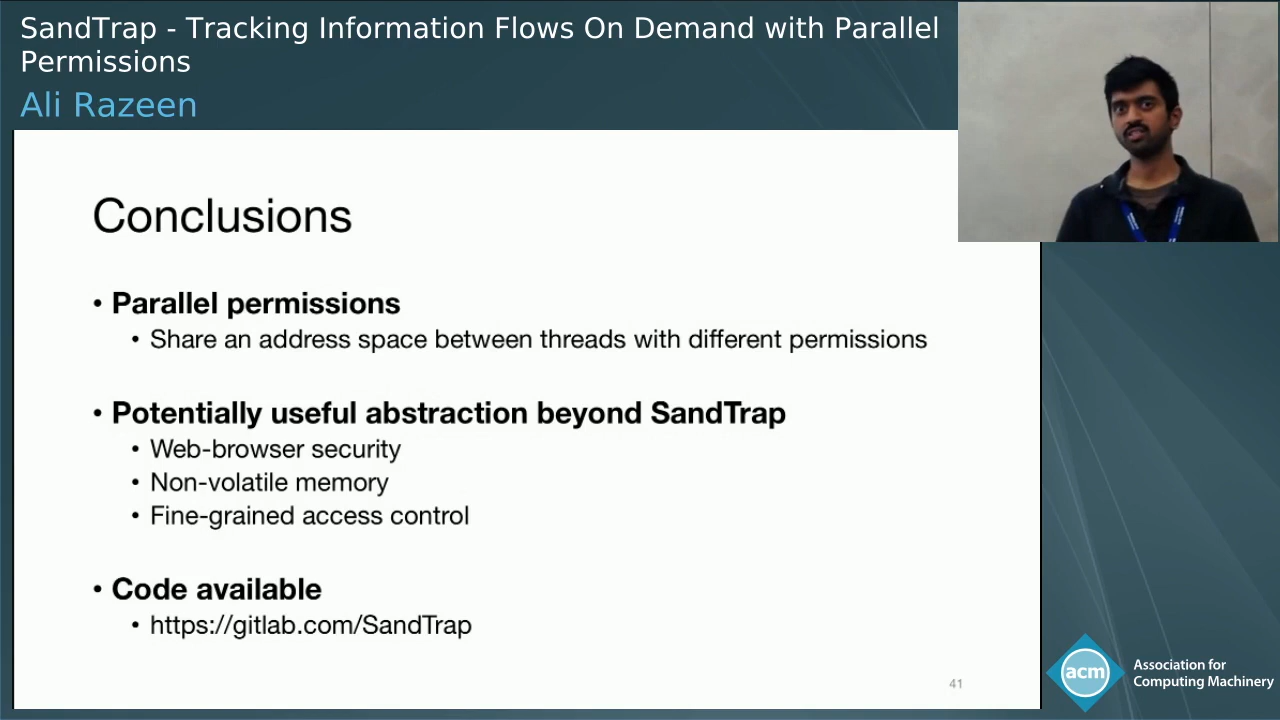 SandTrap - Tracking Information Flows On Demand with Parallel
Permissions
Ali Razeen
Conclusions
• Parallel permissions
• Share an address space between threads with different permissions
• Potentially useful abstraction beyond SandTrap
• Web-browser security
• Non-volatile memory
• Fine-grained access control
• Code available
• https://gitlab.com/SandTrap
41
acm
Association for
Computing Machinery